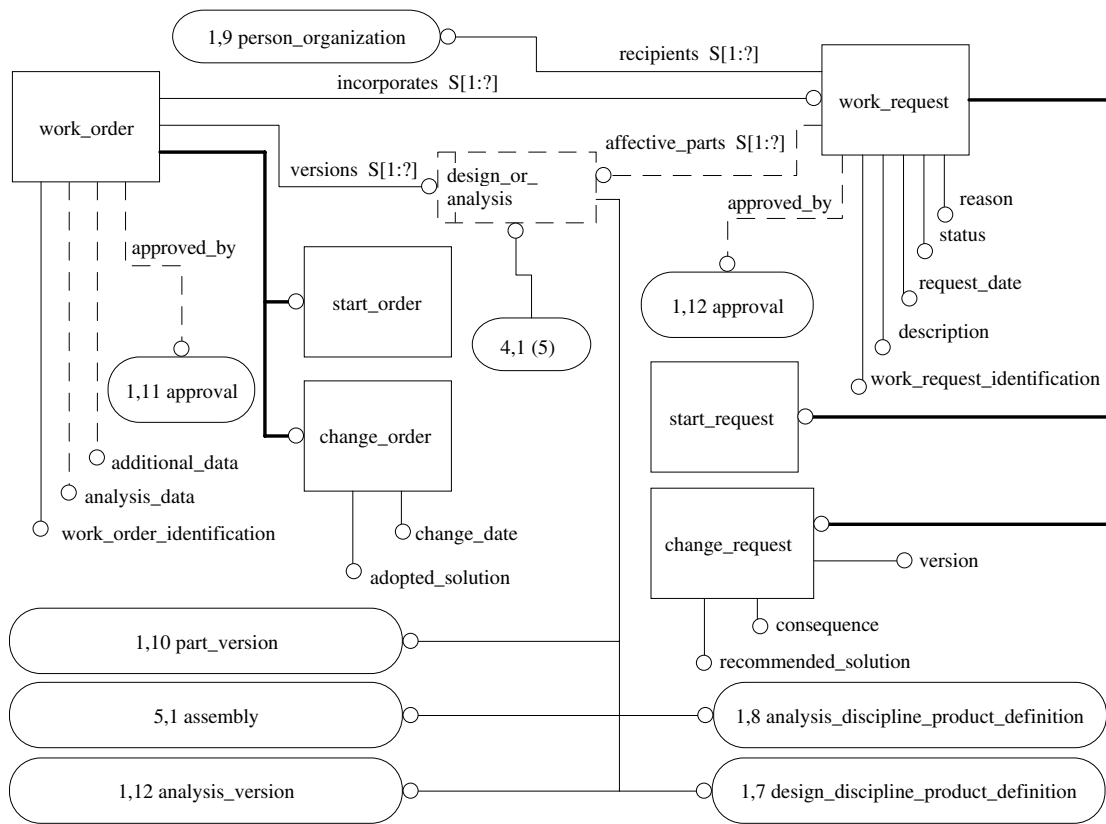 1,9 person_organization
recipients S[1:?]
incorporates S[1:?]
work_order
work_request
versions S[1:?]
design_or_
analysis
affective_parts S[1:?]
approved_by
reason
status
approved_by
request_date
start_order
1,12 approval
description
4,1 (5)
1,11 approval
work_request_identification
start_request
change_order
additional_data
analysis_data
work_order_identification
change_date
adopted_solution
change_request
version
consequence
recommended_solution
1,10 part_version
5,1 assembly
1,8 analysis_discipline_product_definition
1,12 analysis_version
1,7 design_discipline_product_definition